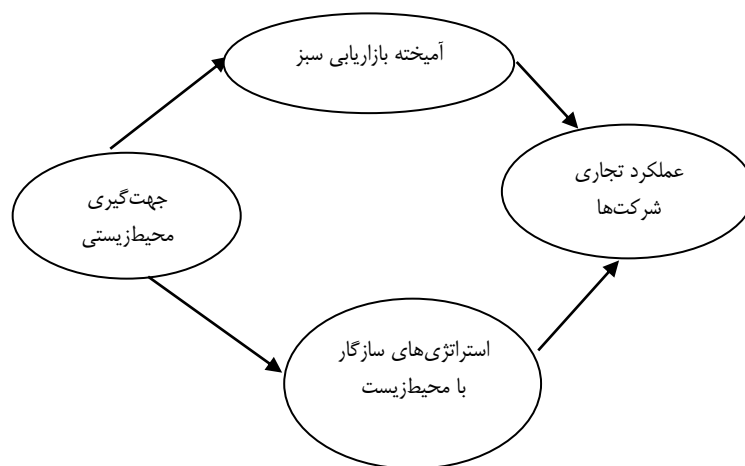 آمیخته بازاریابی سبز
عملکرد تجاری
شرکت‌ها
جهت‌گیری
محیط‌زیستی
استراتژی‌های سازگار
با محیط‌زیست